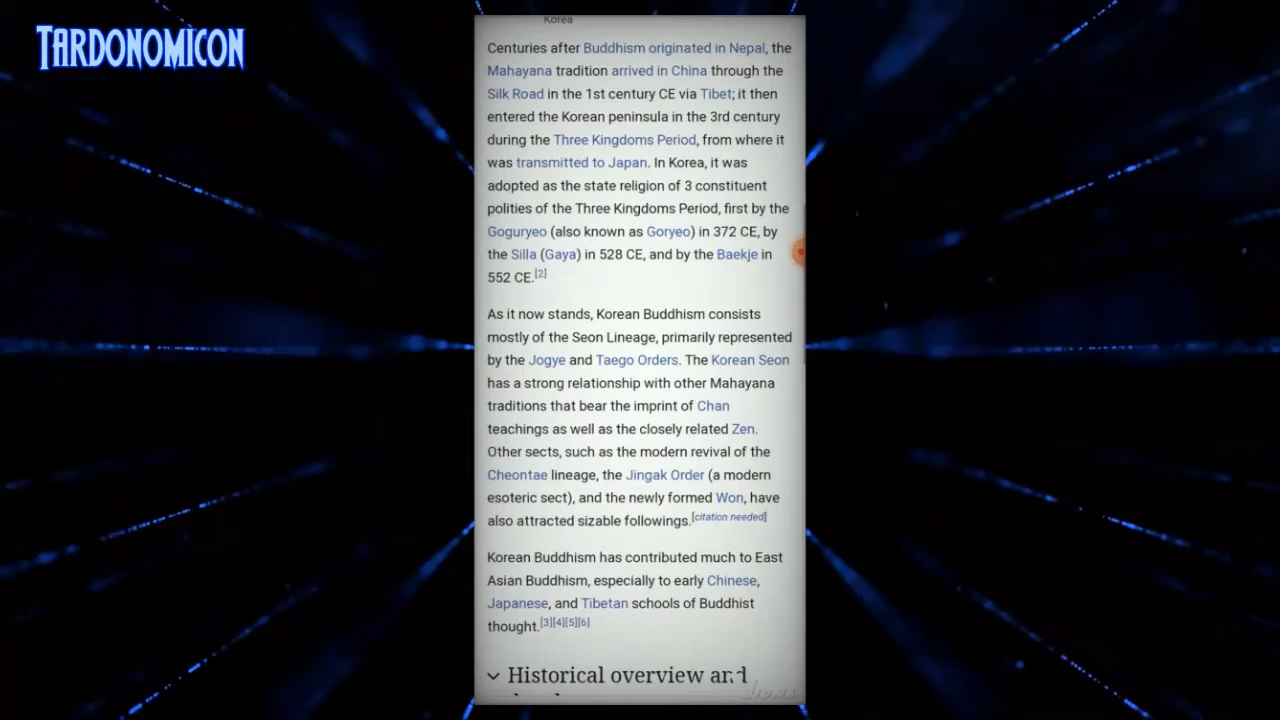 TARDONOMICON
Korea
Centuries after Buddhism originated in Nepal, the
Mahayana tradition arrived in China through the
Silk Road in the 1st century CE via Tibet; it then
entered the Korean peninsula in the 3rd century
during the Three Kingdoms Period, from where it
was transmitted to Japan. In Korea, it was
adopted as the state religion of 3 constituent
polities of the Three Kingdoms Period, first by the
Goguryeo (also known as Goryeo) in 372 CE, by
the Silla (Gaya) in 528 CE, and by the Baekje in
552 CE.[2]
As it now stands, Korean Buddhism consists
mostly of the Seon Lineage, primarily represented
by the Jogye and Taego Orders. The Korean Seon
has a strong relationship with other Mahayana
traditions that bear the imprint of Chan
teachings as well as the closely related Zen.
Other sects, such as the modern revival of the
Cheontae lineage, the Jingak Order (a modern
esoteric sect), and the newly formed Won, have
also attracted sizable followings.[citation needed]
Korean Buddhism has contributed much to East
Asian Buddhism, especially to early Chinese,
Japanese, and Tibetan schools of Buddhist
thought.[3][4][5][6]
Historical overview and